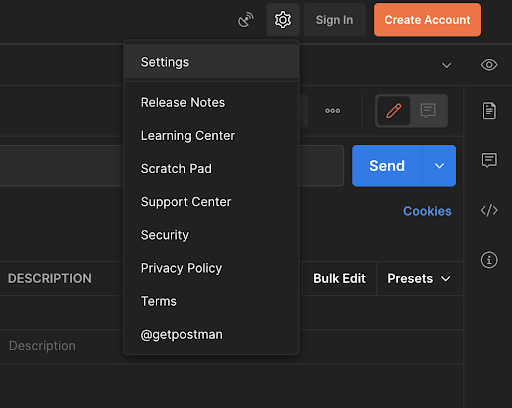 Sign In
Create Account
Settings
Release Notes
Learning Center
Scratch Pad
Support Center
Security
Privacy Policy
Terms
@getpostman
Send
Cookies
DESCRIPTION
Bulk Edit
Presets
Description